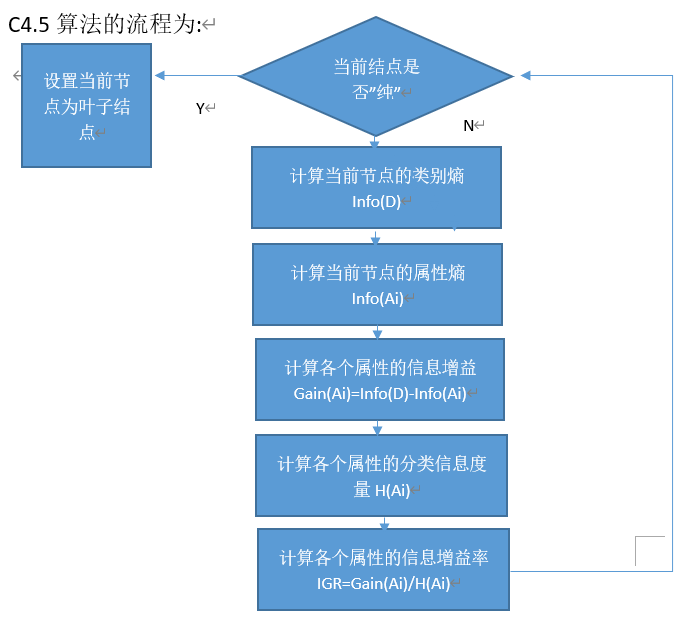 C4.5 算法的流程为:
当前结点是
否”纯”
设置当前节
点为叶子结
点
Y
N
计算当前节点的类别熵
Info(D)
计算当前节点的属性熵
Info(Ai)
计算各个属性的信息增益
Gain(Ai)=Info(D)-Info(Ai)
计算各个属性的分类信息度
量 H(Ai)
计算各个属性的信息增益率
IGR=Gain(Ai)/H(Ai)